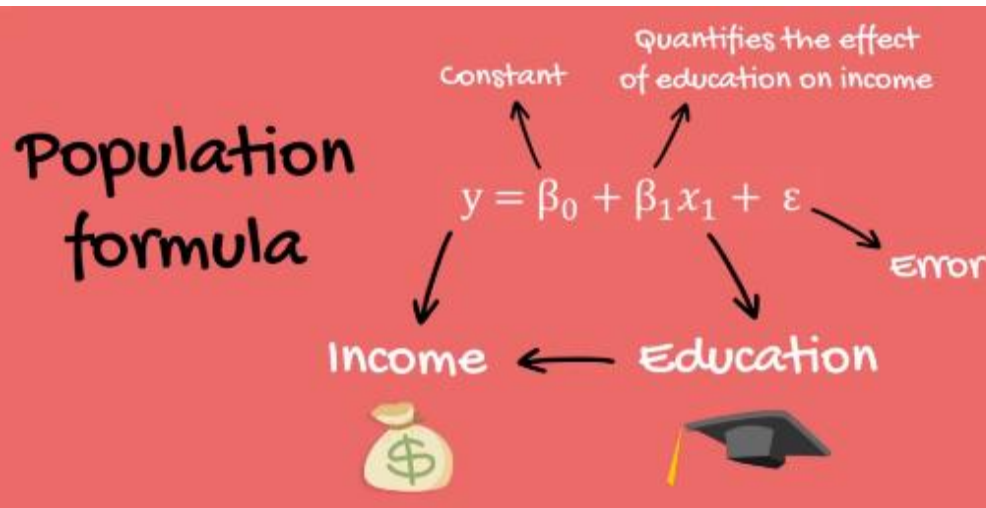 Population
formula
Constant
Quantifies the effect
of education on income
y = β₀ + β₁x₁ + ε
Error
Income
Education
$